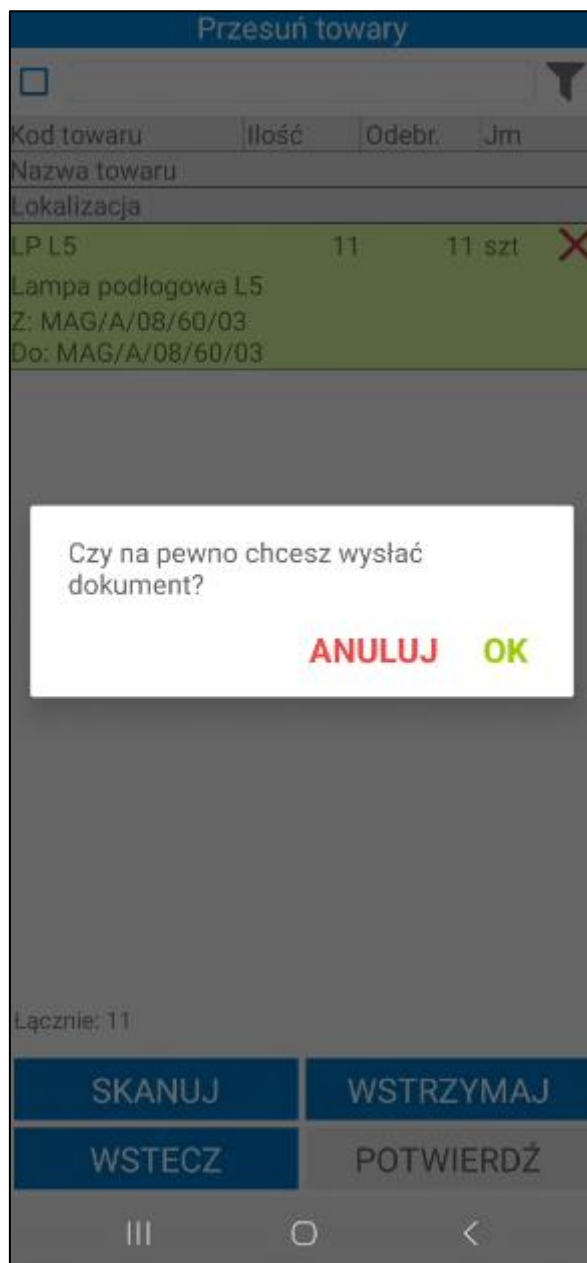 Przesuń towary
Kod towaru Ilość Odebr. Jm
Nazwa towaru
Lokalizacja
LP L5 11 11 szt
Lampa podłogowa L5
Z: MAG/A/08/60/03
Do: MAG/A/08/60/03
Czy na pewno chcesz wysłać
dokument?
ANULUJ OK
Łącznie: 11
SKANUJ WSTRZYMAJ
WSTECZ POTWIERDŹ